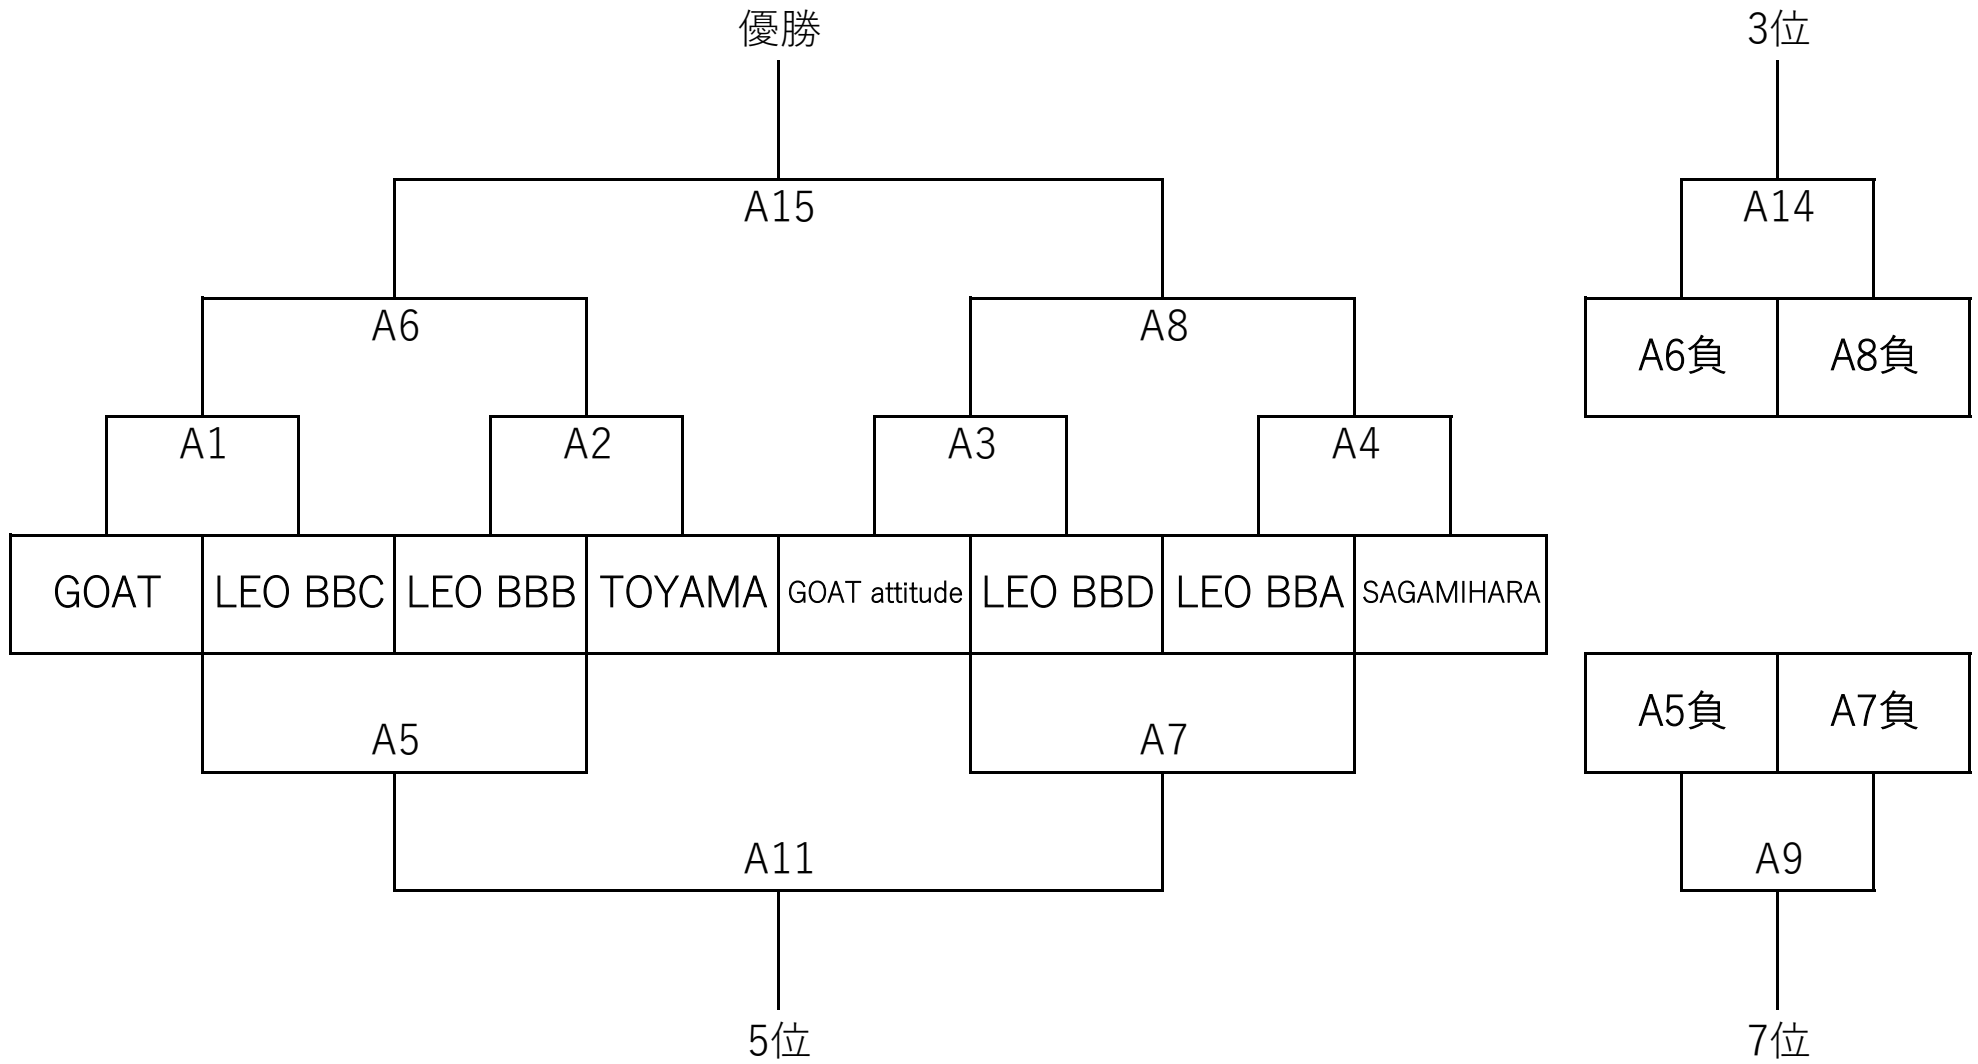 優勝
3位
A15
A14
A6
A8
A6負
A8負
A1
A2
A3
A4
GOAT
LEO BBC
LEO BBB
TOYAMA
GOAT attitude
LEO BBD
LEO BBA
SAGAMIHARA
A5負
A7負
A5
A7
A11
A9
5位
7位